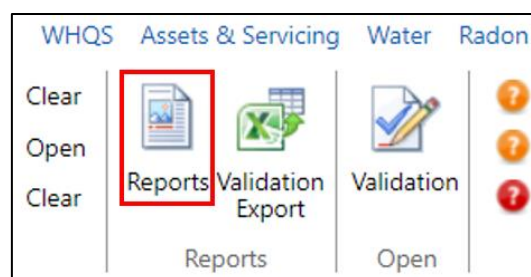 WHQS Assets & Servicing Water Radon
Clear
Open
Clear
Reports
Validation
Export
Validation
Reports
Open
?
?
?